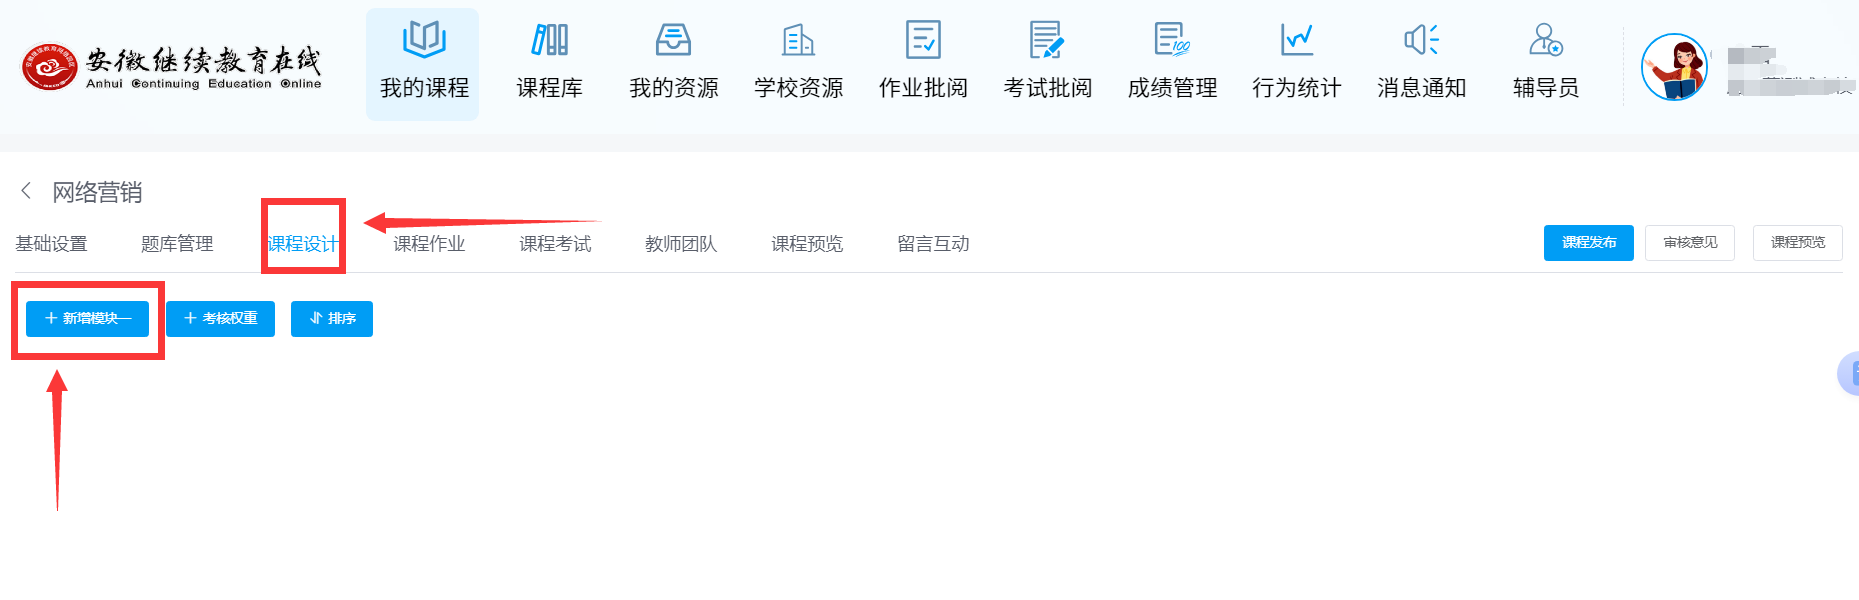 安徽继续教育在线
Anhui Continuing Education Online
我的课程 课程库 我的资源 学校资源 作业批阅 考试批阅 成绩管理 行为统计 消息通知 辅导员
100
网络营销
基础设置 题库管理 课程设计 课程作业 课程考试 教师团队 课程预览 留言互动
课程发布 审核意见 课程预览
新增模块一 考核权重 排序